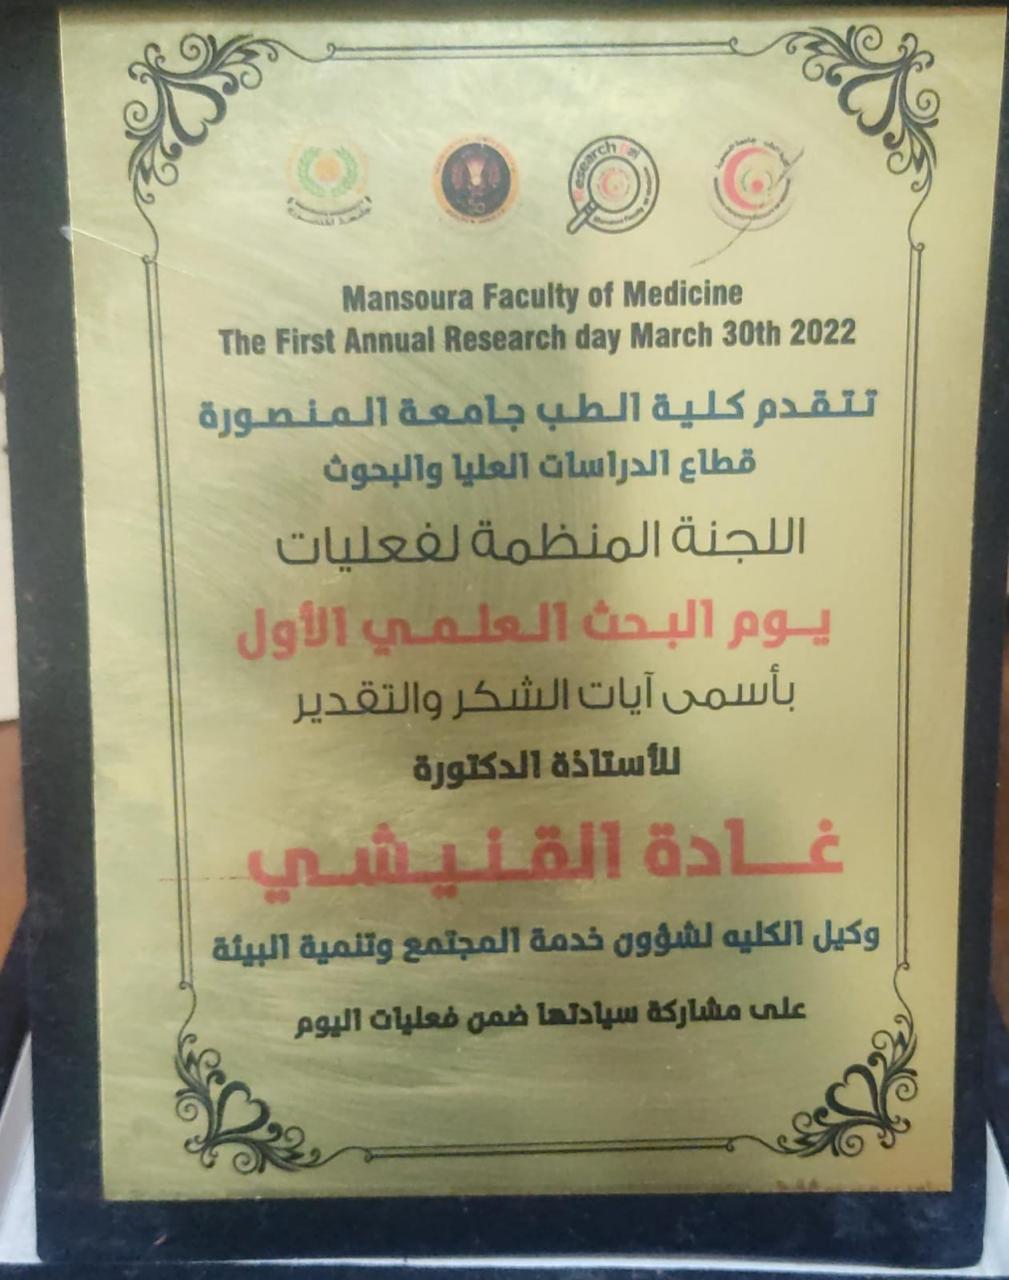 Research
Mansoura Faculty of Medicine
The First Annual Research day March 30th 2022
تتقدم كلية الطب جامعة المنصورة
قطاع الدراسات العليا والبحوث
اللجنة المنظمة لفعليات
يوم البحث العلمي الأول
بأسمى آيات الشكر والتقدير
للأستاذة الدكتورة
غادة القنيشي
وكيل الكليه لشؤون خدمة المجتمع وتنمية البيئة
على مشاركة سيادتها ضمن فعليات اليوم